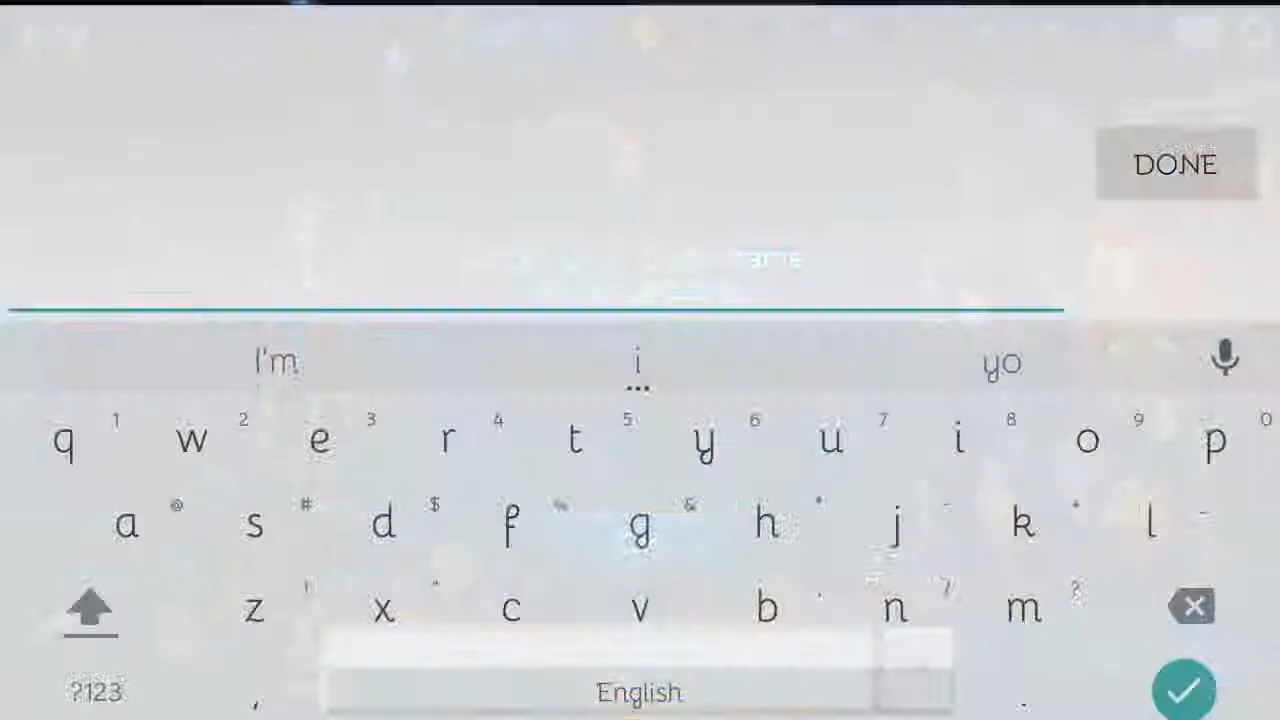 DONE
I'm i yo
q 1 w 2 e 3 r 4 t 5 y 6 u 7 i 8 o 9 p 0
a @ s # d $ f % g & h * j - k + l
z ! x " c v b n m ?
?123 , English .